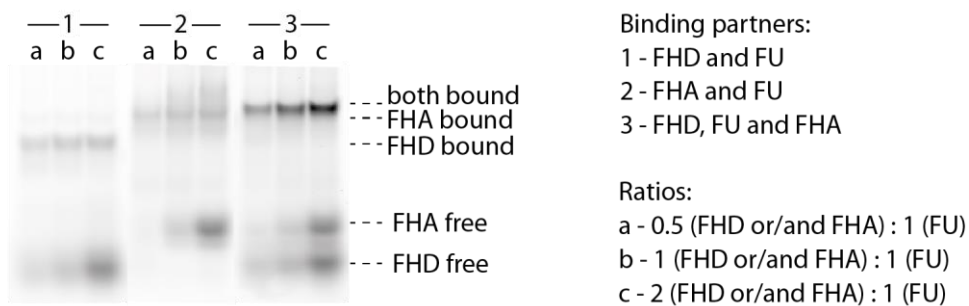 1 2 3
a b c a b c a b c
both bound
FHA bound
FHD bound
FHA free
FHD free
Binding partners:
1 - FHD and FU
2 - FHA and FU
3 - FHD, FU and FHA
Ratios:
a - 0.5 (FHD or/and FHA) : 1 (FU)
b - 1 (FHD or/and FHA) : 1 (FU)
c - 2 (FHD or/and FHA) : 1 (FU)